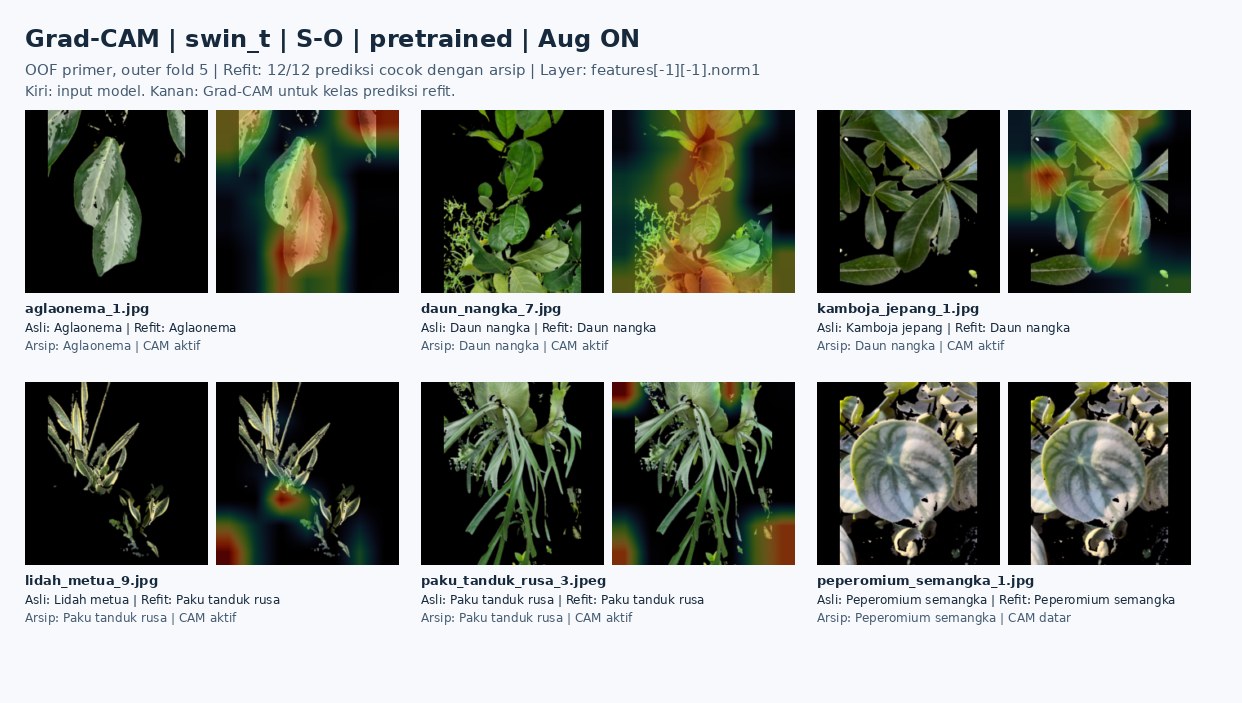 Grad-CAM | swin_t | S-O | pretrained | Aug ON
OOF primer, outer fold 5 | Refit: 12/12 prediksi cocok dengan arsip | Layer: features[-1][-1].norm1
Kiri: input model. Kanan: Grad-CAM untuk kelas prediksi refit.
aglaonema_1.jpg
Asli: Aglaonema | Refit: Aglaonema
Arsip: Aglaonema | CAM aktif
daun_nangka_7.jpg
Asli: Daun nangka | Refit: Daun nangka
Arsip: Daun nangka | CAM aktif
kamboja_jepang_1.jpg
Asli: Kamboja jepang | Refit: Daun nangka
Arsip: Daun nangka | CAM aktif
lidah_metua_9.jpg
Asli: Lidah metua | Refit: Paku tanduk rusa
Arsip: Paku tanduk rusa | CAM aktif
paku_tanduk_rusa_3.jpeg
Asli: Paku tanduk rusa | Refit: Paku tanduk rusa
Arsip: Paku tanduk rusa | CAM aktif
peperomium_semangka_1.jpg
Asli: Peperomium semangka | Refit: Peperomium semangka
Arsip: Peperomium semangka | CAM datar